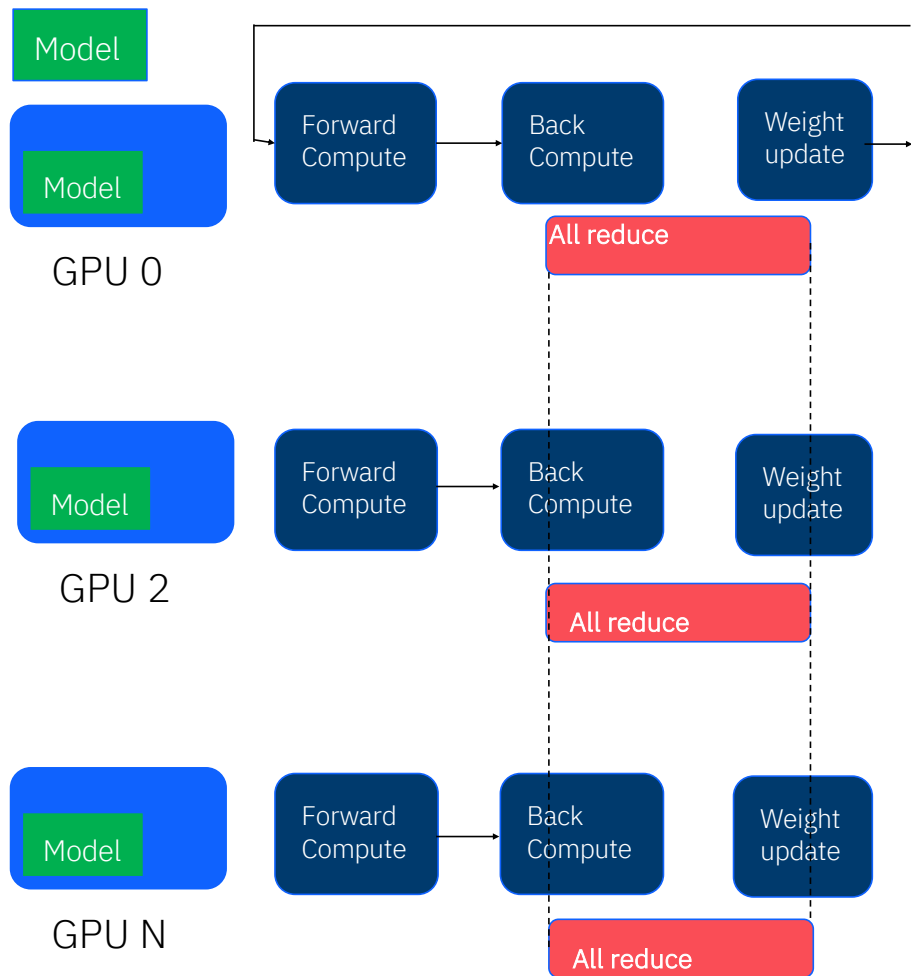 Model
Forward
Compute
Back
Compute
Weight
update
Model
All reduce
GPU 0
Forward
Compute
Back
Compute
Weight
update
Model
GPU 2
All reduce
Forward
Compute
Back
Compute
Weight
update
Model
GPU N
All reduce